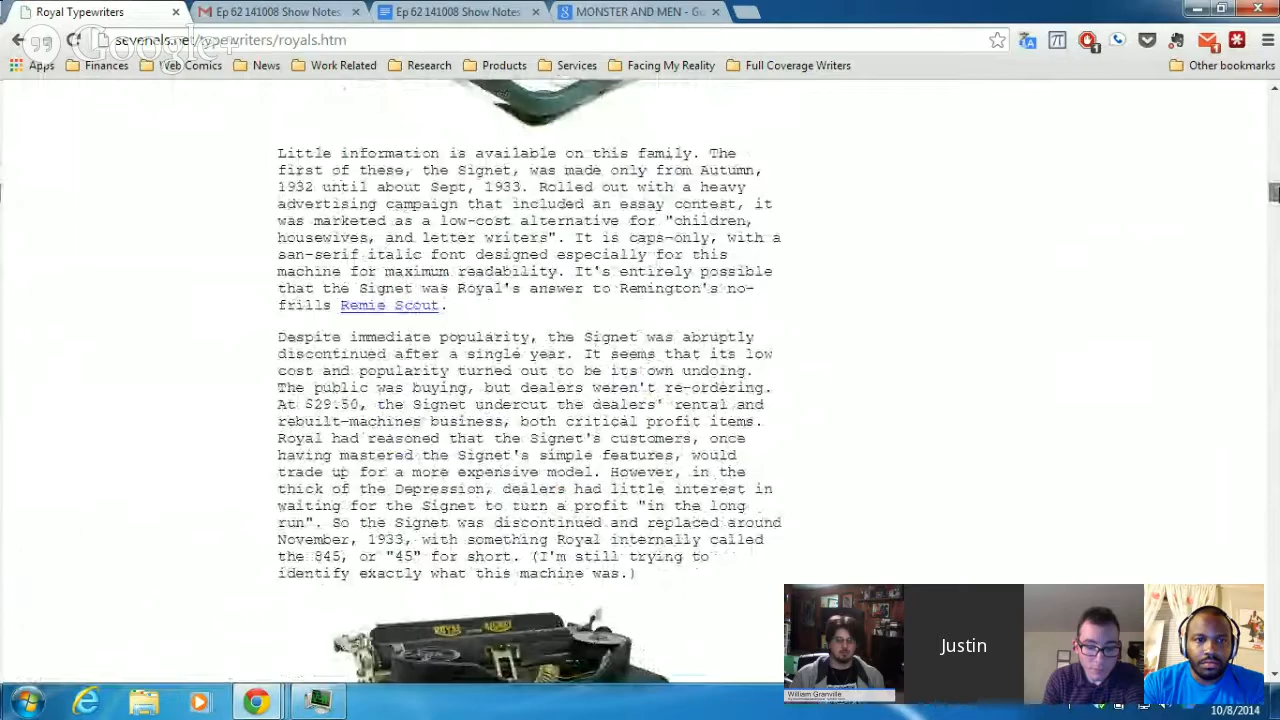 Royal Typewriters
Ep 62 141008 Show Notes
Ep 62 141008 Show Notes
MONSTER AND MEN - Go
Google+
sevenels.net/typewriters/royals.htm
Apps Finances Web Comics News Work Related Research Products Services Facing My Reality Full Coverage Writers Other bookmarks
Little information is available on this family. The
first of these, the Signet, was made only from Autumn,
1932 until about Sept, 1933. Rolled out with a heavy
advertising campaign that included an essay contest, it
was marketed as a low-cost alternative for "children,
housewives, and letter writers". It is caps-only, with a
san-serif italic font designed especially for this
machine for maximum readability. It's entirely possible
that the Signet was Royal's answer to Remington's no-
frills Remie Scout.
Despite immediate popularity, the Signet was abruptly
discontinued after a single year. It seems that its low
cost and popularity turned out to be its own undoing.
The public was buying, but dealers weren't re-ordering.
At $29.50, the Signet undercut the dealers' rental and
rebuilt-machines business, both critical profit items.
Royal had reasoned that the Signet's customers, once
having mastered the Signet's simple features, would
trade up for a more expensive model. However, in the
thick of the Depression, dealers had little interest in
waiting for the Signet to turn a profit "in the long
run". So the Signet was discontinued and replaced around
November, 1933, with something Royal internally called
the 845, or "45" for short. (I'm still trying to
identify exactly what this machine was.)
ROYAL
Justin
William Granville
10/8/2014